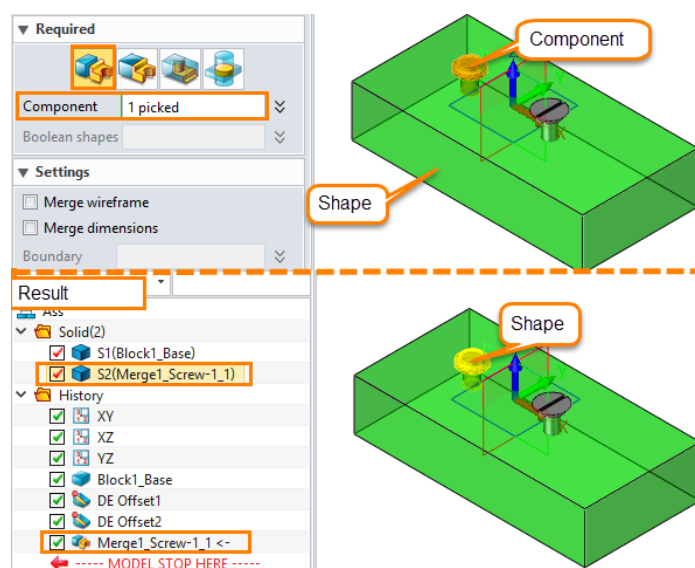 Required
Component 1 picked
Boolean shapes
Settings
Merge wireframe
Merge dimensions
Boundary
Component
Shape
Result
Ass
Solid(2)
S1(Block1_Base)
S2(Merge1_Screw-1_1)
History
XY
XZ
YZ
Block1_Base
DE Offset1
DE Offset2
Merge1_Screw-1_1 <-
----- MODEL STOP HERE -----
Shape